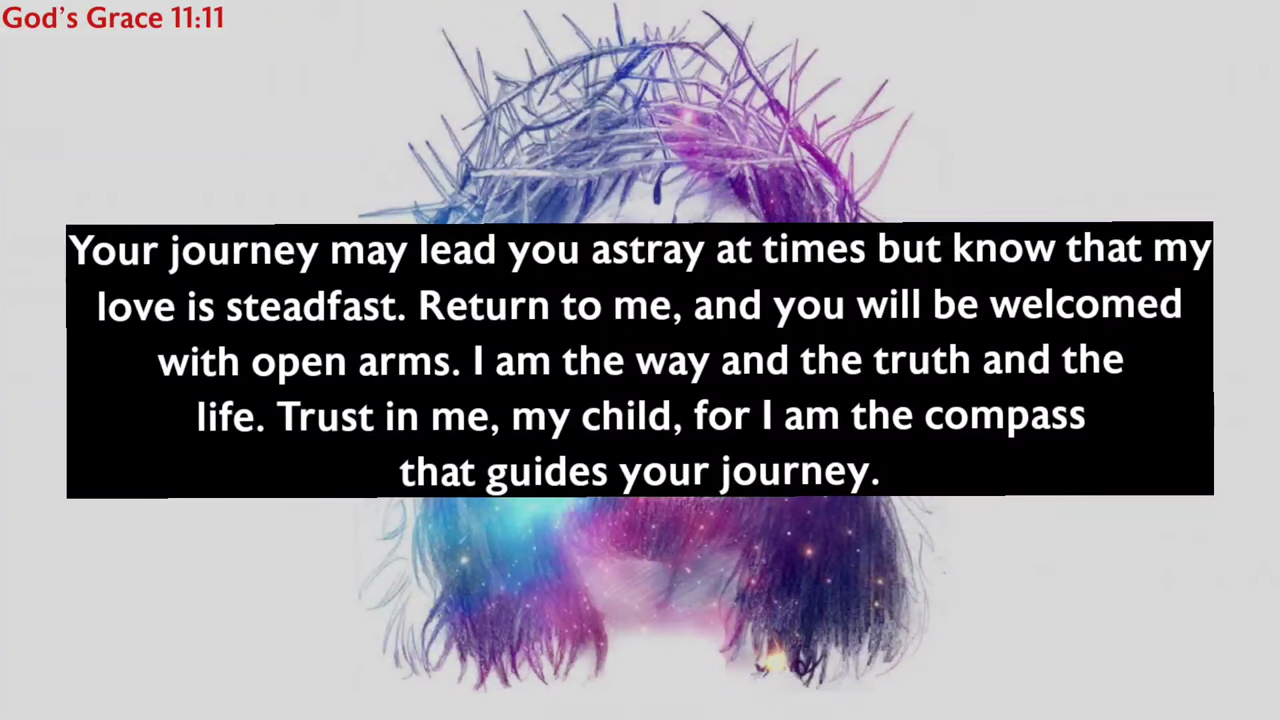 God's Grace 11:11
Your journey may lead you astray at times but know that my
love is steadfast. Return to me, and you will be welcomed
with open arms. I am the way and the truth and the
life. Trust in me, my child, for I am the compass
that guides your journey.